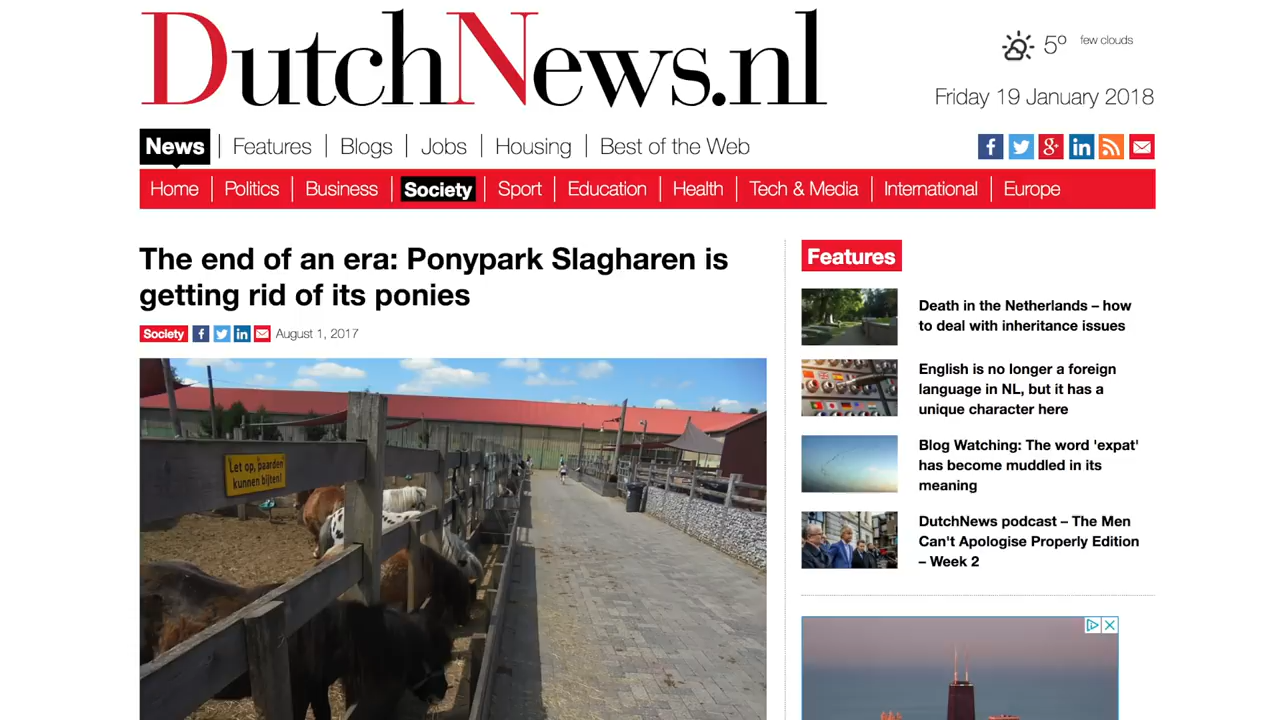 DutchNews.nl
5° few clouds
Friday 19 January 2018
News Features Blogs Jobs Housing Best of the Web
Home Politics Business Society Sport Education Health Tech & Media International Europe
The end of an era: Ponypark Slagharen is
getting rid of its ponies
Society August 1, 2017
Let op, paarden
kunnen bijten!
Features
Death in the Netherlands – how
to deal with inheritance issues
English is no longer a foreign
language in NL, but it has a
unique character here
Blog Watching: The word 'expat'
has become muddled in its
meaning
DutchNews podcast – The Men
Can't Apologise Properly Edition
– Week 2